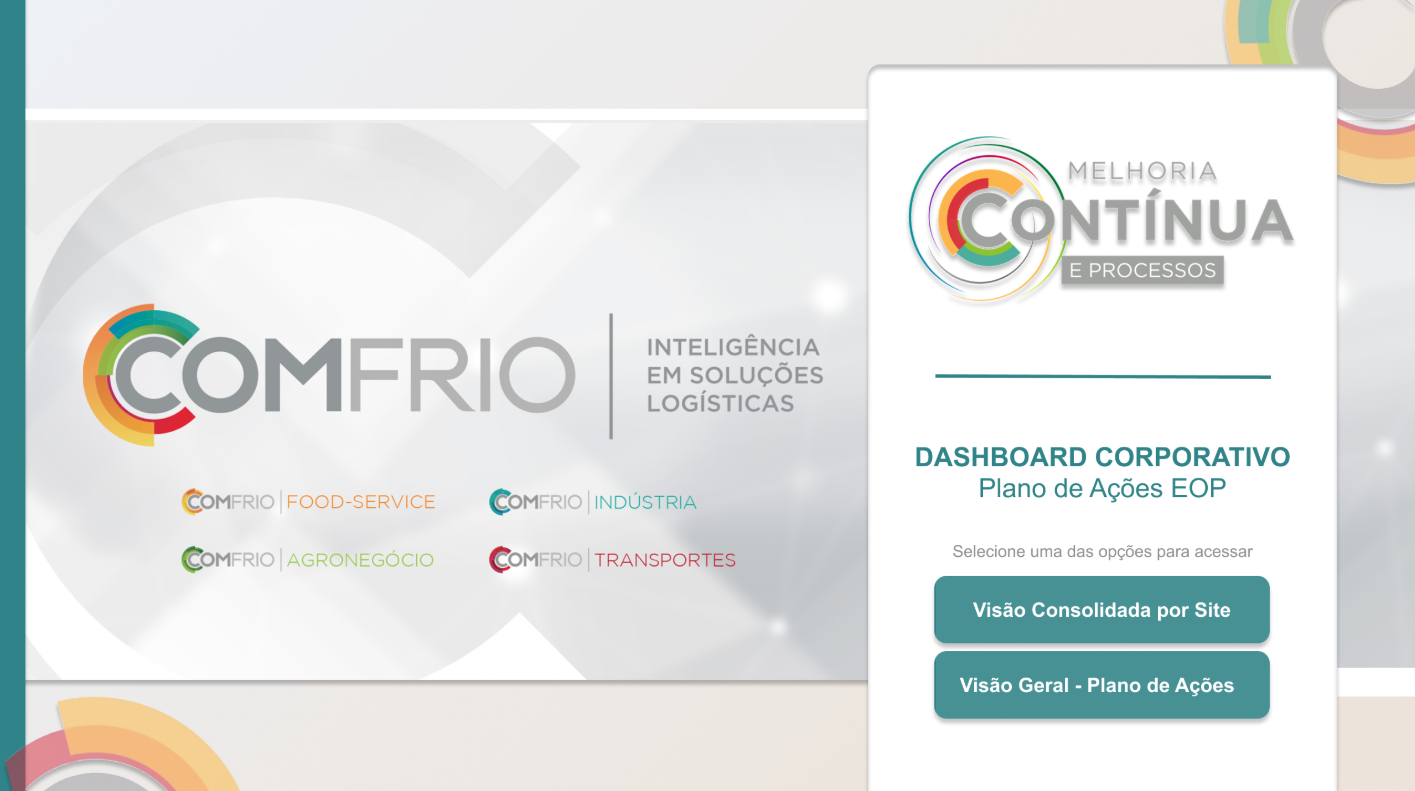 COMFRIO
INTELIGÊNCIA
EM SOLUÇÕES
LOGÍSTICAS
COMFRIO FOOD-SERVICE
COMFRIO INDÚSTRIA
COMFRIO AGRONEGÓCIO
COMFRIO TRANSPORTES
MELHORIA
CONTÍNUA
E PROCESSOS
DASHBOARD CORPORATIVO
Plano de Ações EOP
Selecione uma das opções para acessar
Visão Consolidada por Site
Visão Geral - Plano de Ações